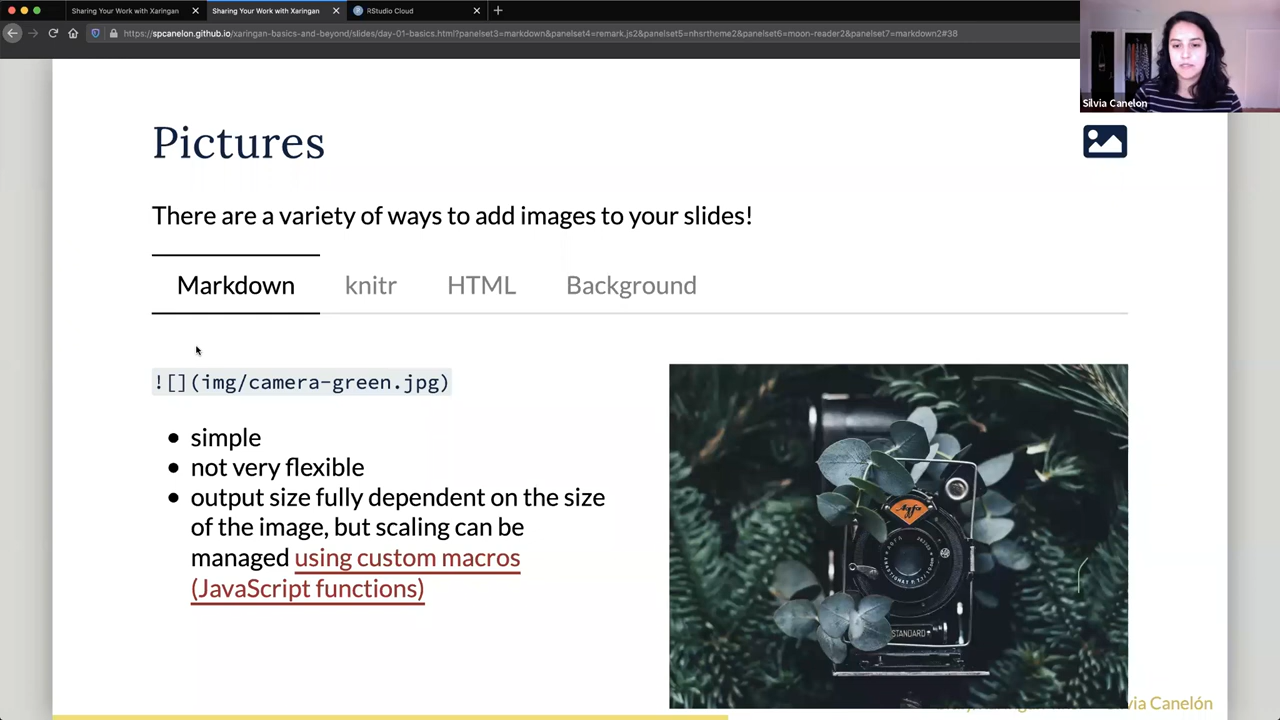 Sharing Your Work with Xaringan
Sharing Your Work with Xaringan
RStudio Cloud
https://spcanelon.github.io/xaringan-basics-and-beyond/slides/day-01-basics.html?panelset3=markdown&panelset4=remark.js2&panelset5=nhsrtheme2&panelset6=moon-reader2&panelset7=markdown2#38
Silvia Canelon
Pictures
There are a variety of ways to add images to your slides!
Markdown knitr HTML Background
![](img/camera-green.jpg)
simple
not very flexible
output size fully dependent on the size
of the image, but scaling can be
managed using custom macros
(JavaScript functions)
Agfa
STANDARD
via Canelón